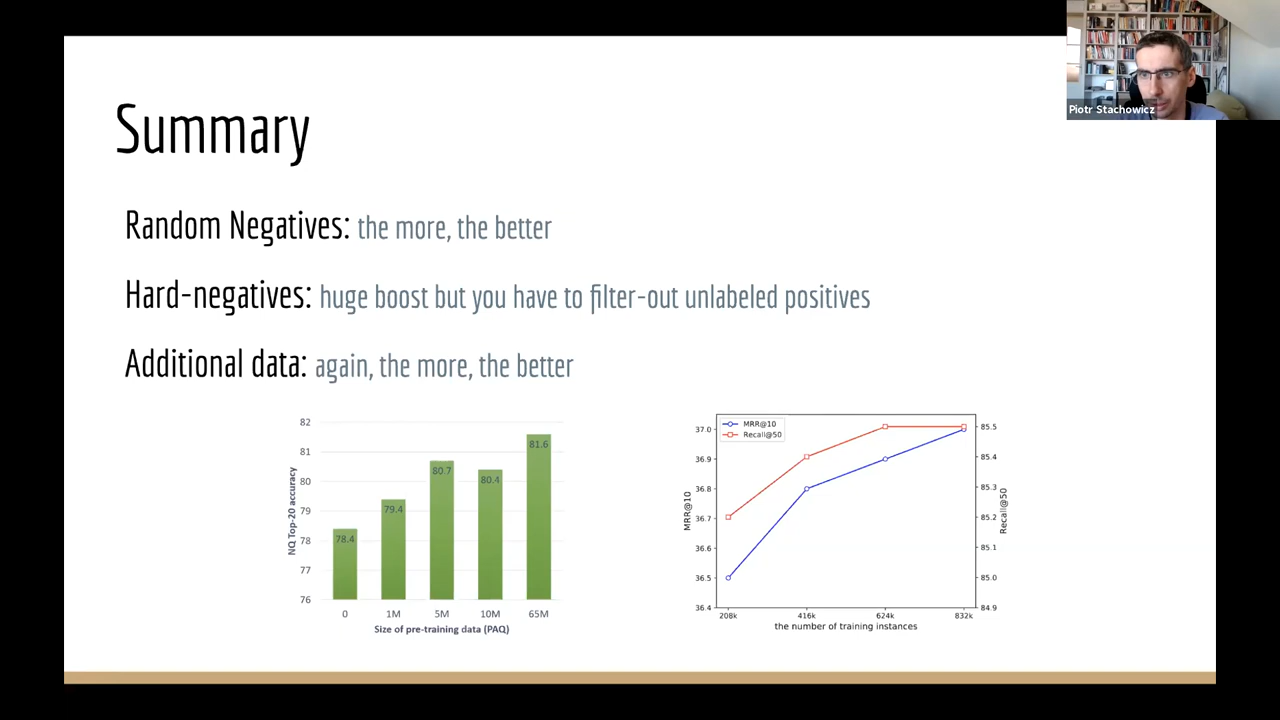 Piotr Stachowicz
Summary
Random Negatives: the more, the better
Hard-negatives: huge boost but you have to filter-out unlabeled positives
Additional data: again, the more, the better
NQ Top-20 accuracy
82
81
80
79
78
77
76
78.4
79.4
80.7
80.4
81.6
0 1M 5M 10M 65M
Size of pre-training data (PAQ)
MRR@10
Recall@50
MRR@10
37.0
36.9
36.8
36.7
36.6
36.5
36.4
85.5
85.4
85.3
85.2
85.1
85.0
84.9
Recall@50
208k 416k 624k 832k
the number of training instances